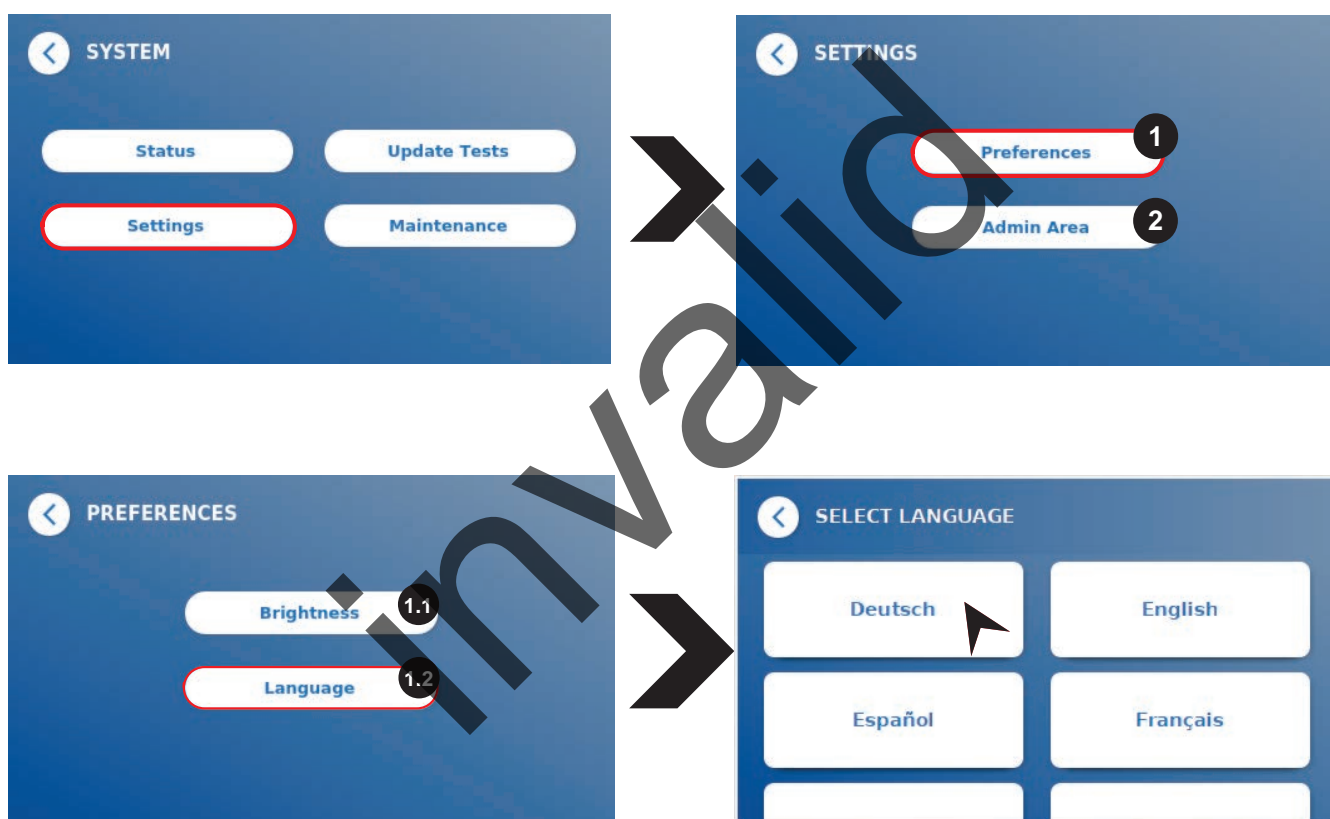 SYSTEM
Status
Update Tests
Settings
Maintenance
SETTINGS
Preferences
1
Admin Area
2
PREFERENCES
Brightness
1.1
Language
1.2
SELECT LANGUAGE
Deutsch
English
Español
Français
invalid